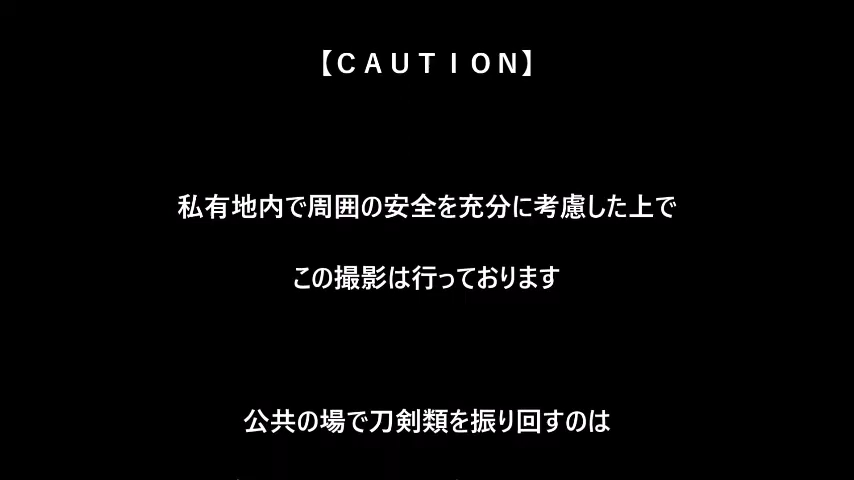 【ＣＡＵＴＩＯＮ】
私有地内で周囲の安全を充分に考慮した上で
この撮影は行っております
公共の場で刀剣類を振り回すのは